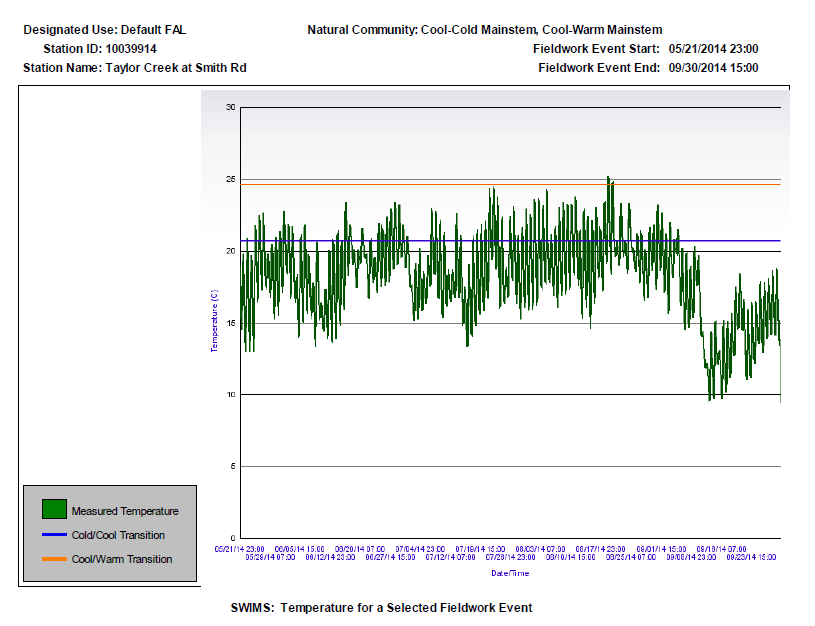 Designated Use: Default FAL
Natural Community: Cool-Cold Mainstem, Cool-Warm Mainstem
Station ID: 10039914
Fieldwork Event Start: 05/21/2014 23:00
Station Name: Taylor Creek at Smith Rd
Fieldwork Event End: 09/30/2014 15:00
30
25
20
15
10
5
0
Temperature (C)
05/21/14 23:00 06/05/14 15:00 06/20/14 07:00 07/04/14 23:00 07/19/14 15:00 08/03/14 07:00 08/17/14 23:00 09/01/14 15:00 09/16/14 07:00
05/29/14 07:00 06/12/14 23:00 06/27/14 15:00 07/12/14 07:00 07/26/14 23:00 08/10/14 15:00 08/25/14 07:00 09/08/14 23:00 09/23/14 15:00
Date/Time
Measured Temperature
Cold/Cool Transition
Cool/Warm Transition
SWIMS: Temperature for a Selected Fieldwork Event